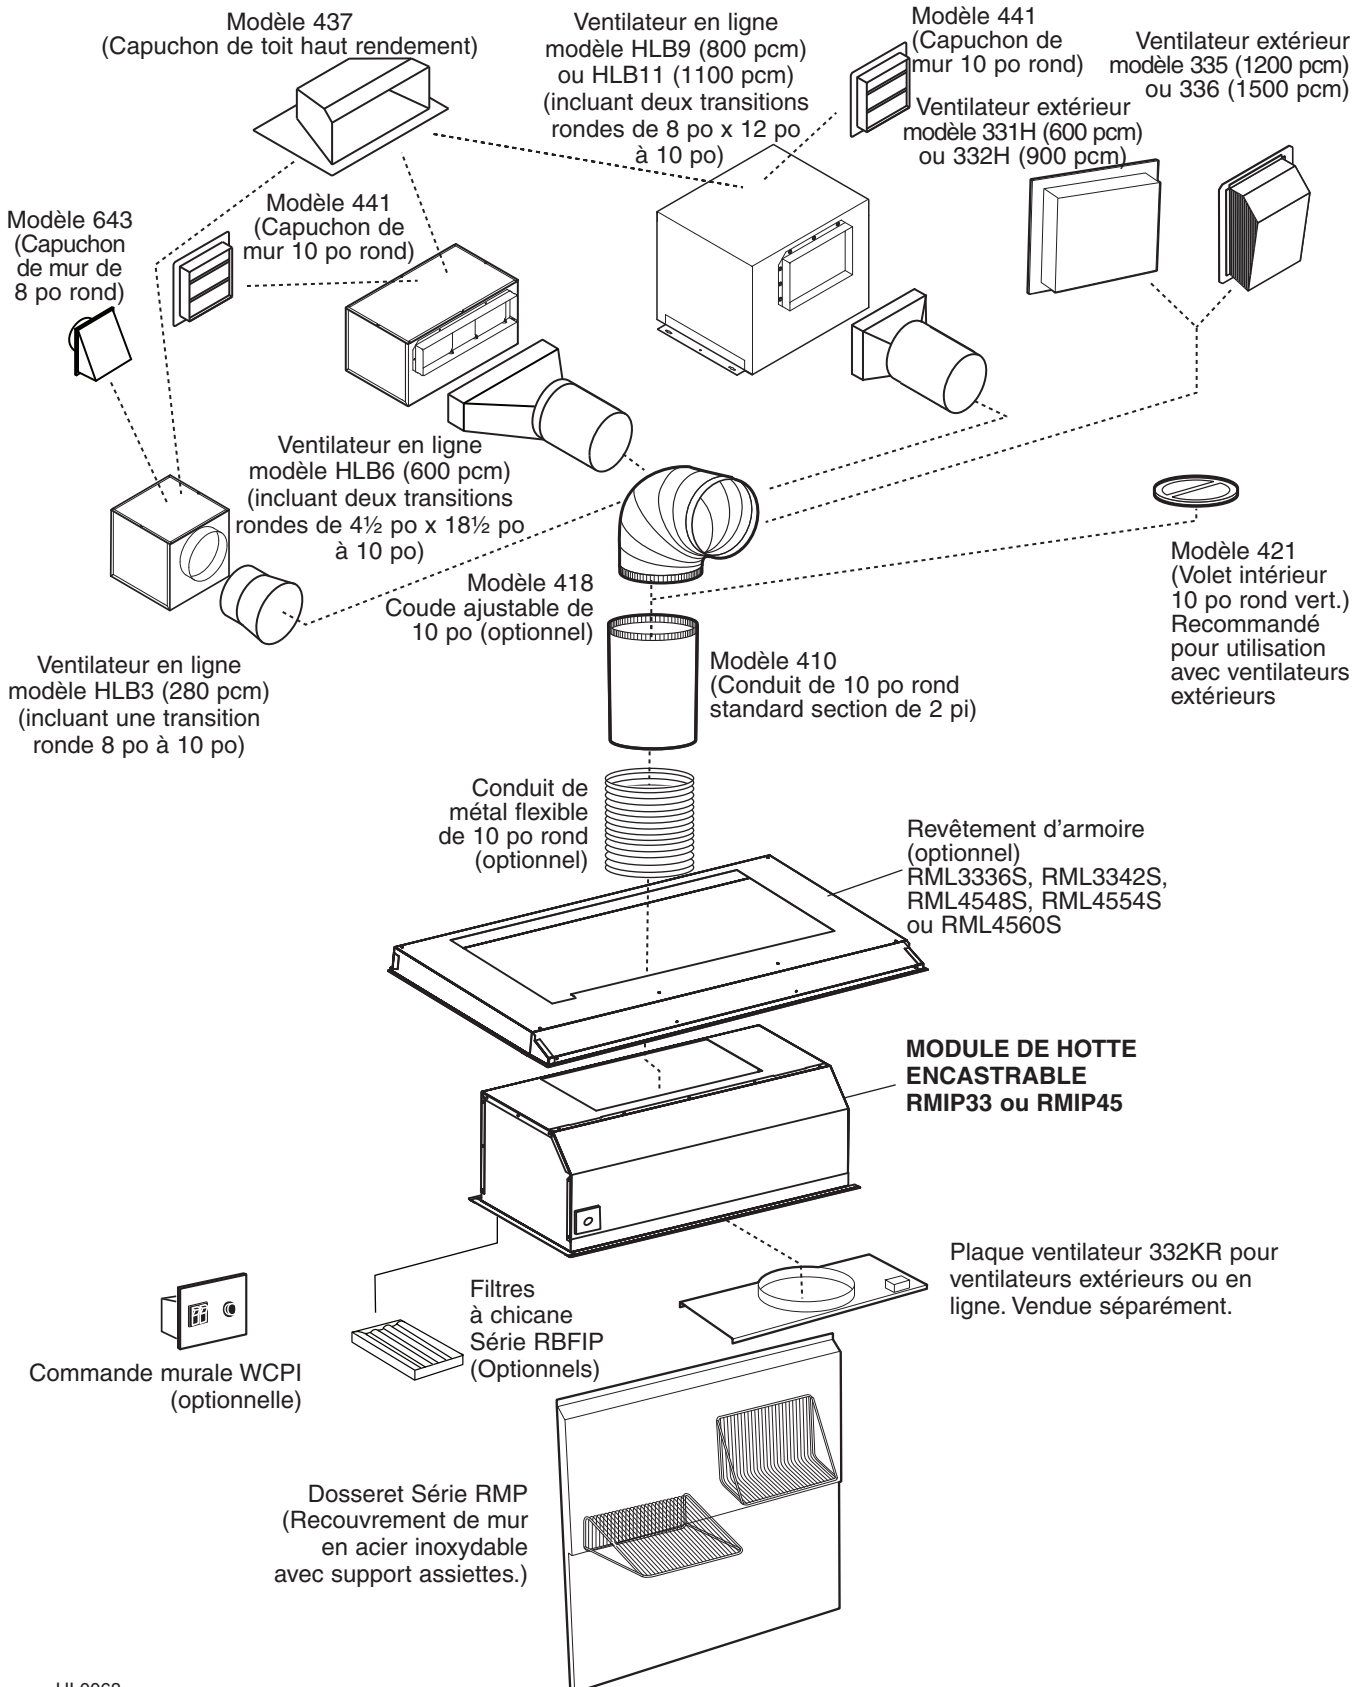 Modèle 437
(Capuchon de toit haut rendement)
Ventilateur en ligne
modèle HLB9 (800 pcm)
ou HLB11 (1100 pcm)
(incluant deux transitions
rondes de 8 po x 12 po
à 10 po)
Modèle 441
(Capuchon de
mur 10 po rond)
Ventilateur extérieur
modèle 335 (1200 pcm)
ou 336 (1500 pcm)
Ventilateur extérieur
modèle 331H (600 pcm)
ou 332H (900 pcm)
Modèle 643
(Capuchon
de mur de
8 po rond)
Modèle 441
(Capuchon de
mur 10 po rond)
Ventilateur en ligne
modèle HLB6 (600 pcm)
(incluant deux transitions
rondes de 4½ po x 18½ po
à 10 po)
Modèle 418
Coude ajustable de
10 po (optionnel)
Modèle 421
(Volet intérieur
10 po rond vert.)
Recommandé
pour utilisation
avec ventilateurs
extérieurs
Ventilateur en ligne
modèle HLB3 (280 pcm)
(incluant une transition
ronde 8 po à 10 po)
Modèle 410
(Conduit de 10 po rond
standard section de 2 pi)
Conduit de
métal flexible
de 10 po rond
(optionnel)
Revêtement d’armoire
(optionnel)
RML3336S, RML3342S,
RML4548S, RML4554S
ou RML4560S
MODULE DE HOTTE
ENCASTRABLE
RMIP33 ou RMIP45
Plaque ventilateur 332KR pour
ventilateurs extérieurs ou en
ligne. Vendue séparément.
Filtres
à chicane
Série RBFIP
(Optionnels)
Commande murale WCPI
(optionnelle)
Dosseret Série RMP
(Recouvrement de mur
en acier inoxydable
avec support assiettes.)